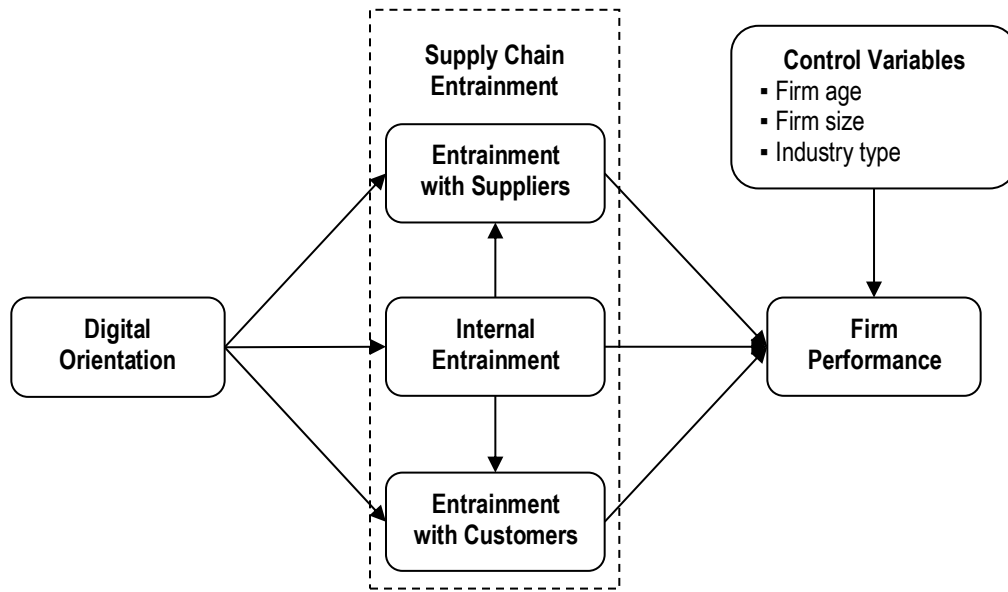 Supply Chain
Entrainment
Control Variables
▪ Firm age
▪ Firm size
▪ Industry type
Entrainment
with Suppliers
Digital
Orientation
Internal
Entrainment
Firm
Performance
Entrainment
with Customers